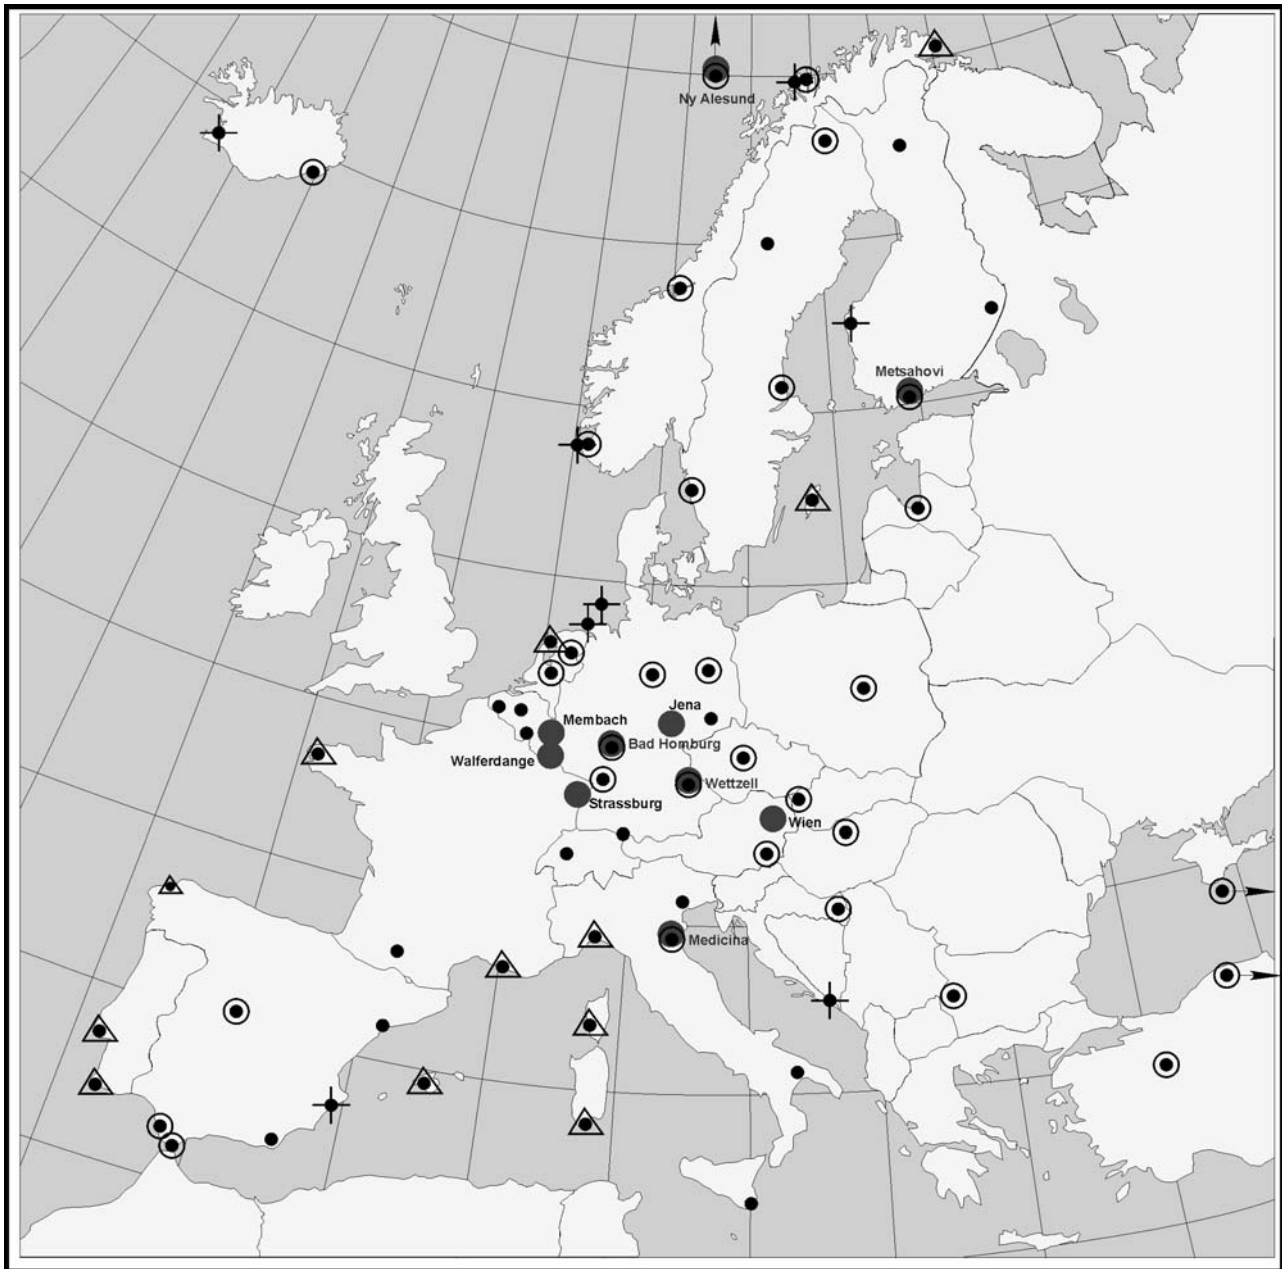 Ny Alesund
Metsahovi
Jena
Membach
Bad Homburg
Walferdange
Wettzell
Strassburg
Wien
Medicina